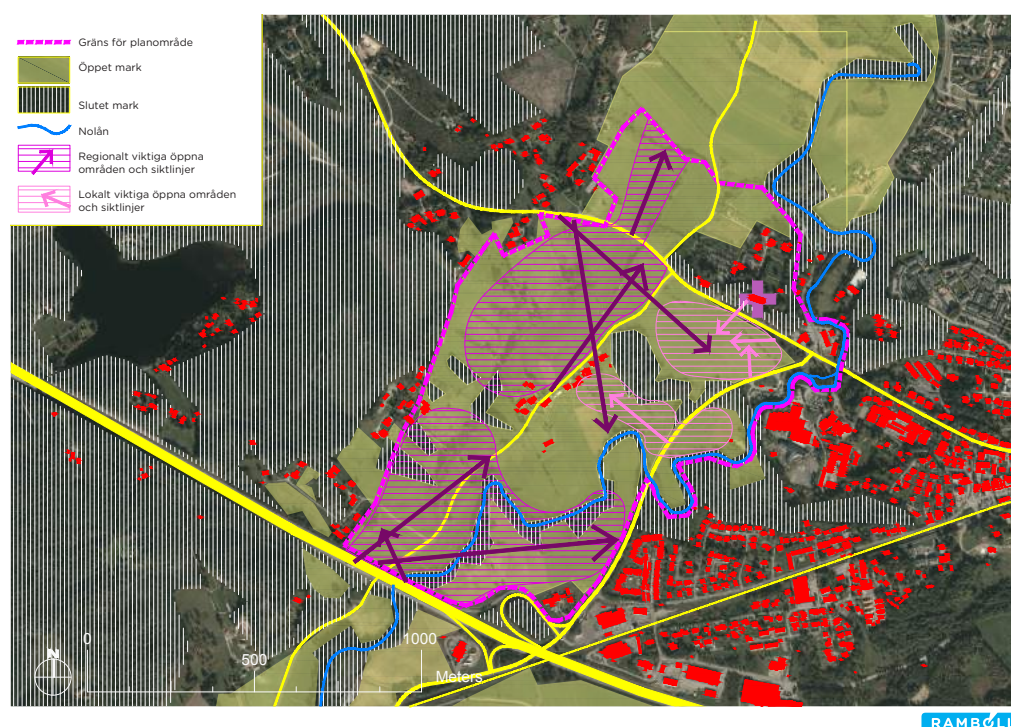 Gräns för planområde
Öppet mark
Slutet mark
Nolån
Regionalt viktiga öppna
områden och siktlinjer
Lokalt viktiga öppna områden
och siktlinjer
N
0
500
1000
Meters
RAMBOLL